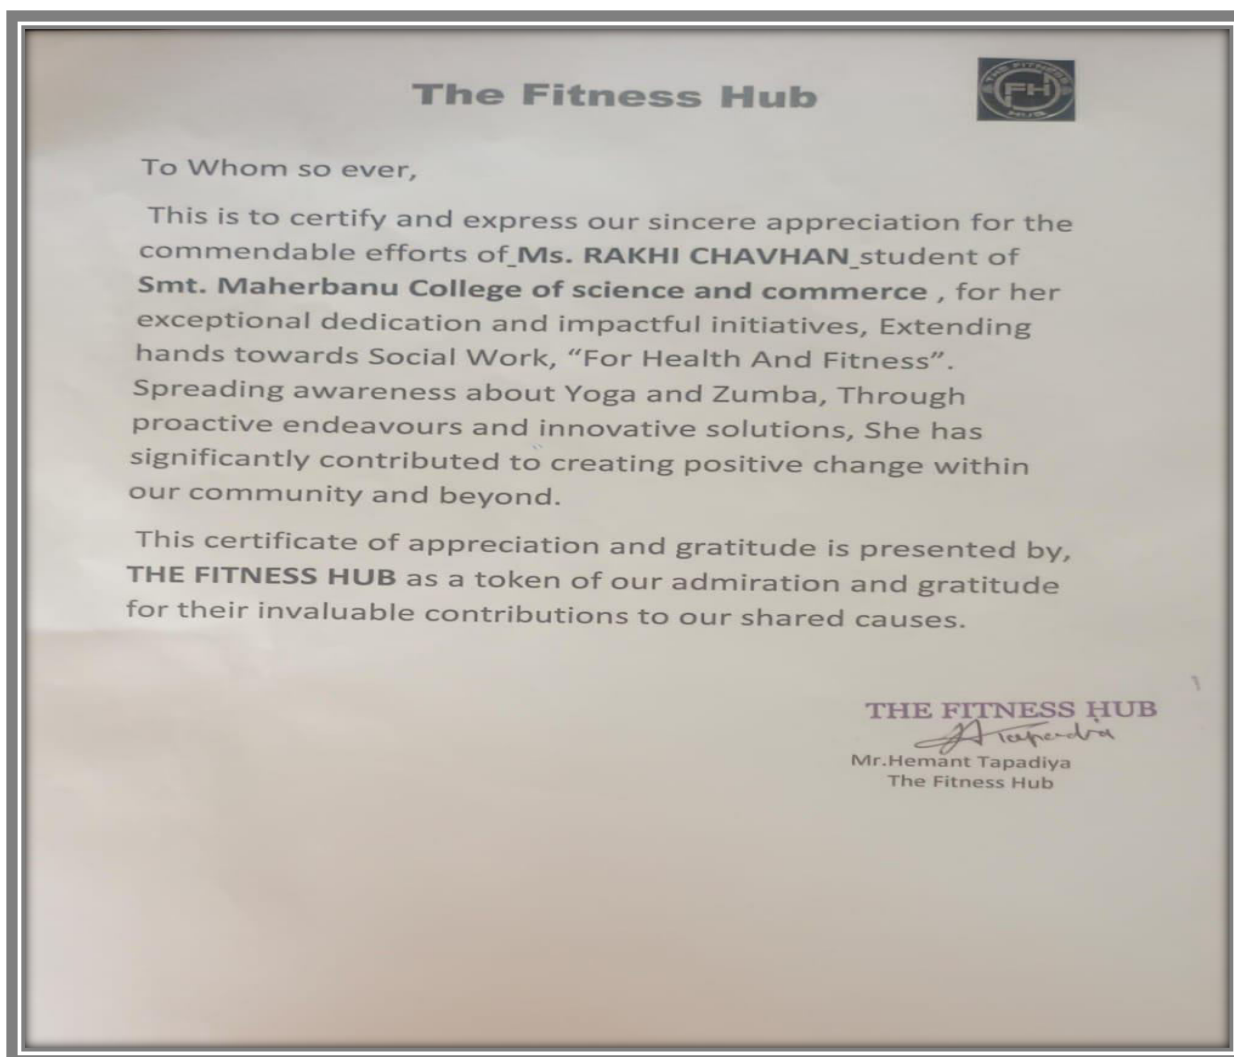 The Fitness Hub
THE FITNESS
FH
HUB
To Whom so ever,
This is to certify and express our sincere appreciation for the
commendable efforts of Ms. RAKHI CHAVHAN student of
Smt. Maherbanu College of science and commerce , for her
exceptional dedication and impactful initiatives, Extending
hands towards Social Work, “For Health And Fitness”.
Spreading awareness about Yoga and Zumba, Through
proactive endeavours and innovative solutions, She has
significantly contributed to creating positive change within
our community and beyond.
This certificate of appreciation and gratitude is presented by,
THE FITNESS HUB as a token of our admiration and gratitude
for their invaluable contributions to our shared causes.
THE FITNESS HUB
Mr.Hemant Tapadiya
The Fitness Hub